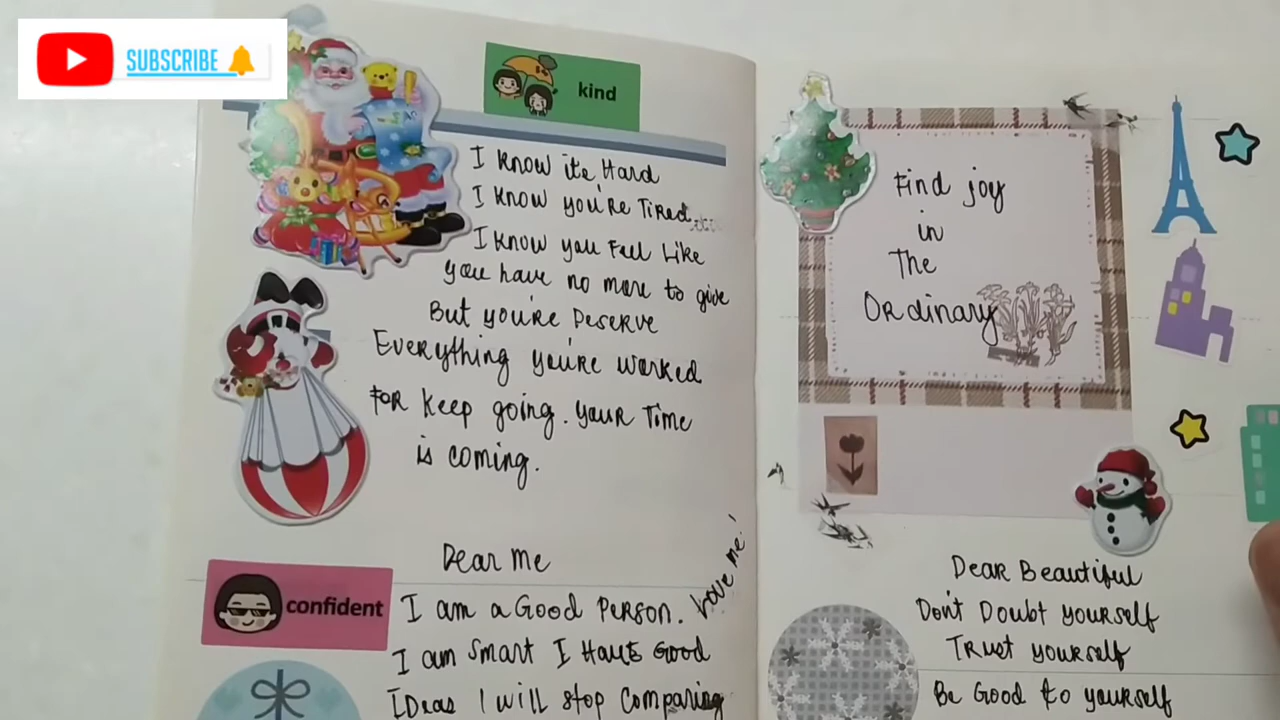 SUBSCRIBE
kind
I know its Hard
I know you're Tired.
I know you Feel Like
you have no more to give
But you're Deserve
Everything you're worked
For Keep going. your Time
is coming.
Dear Me
confident
I am a Good Person. Love me!
I am smart I Have Good
Ideas I will stop comparing
Find joy
in
The
Ordinary
Dear Beautiful
Don't Doubt yourself
Trust yourself
Be Good to yourself